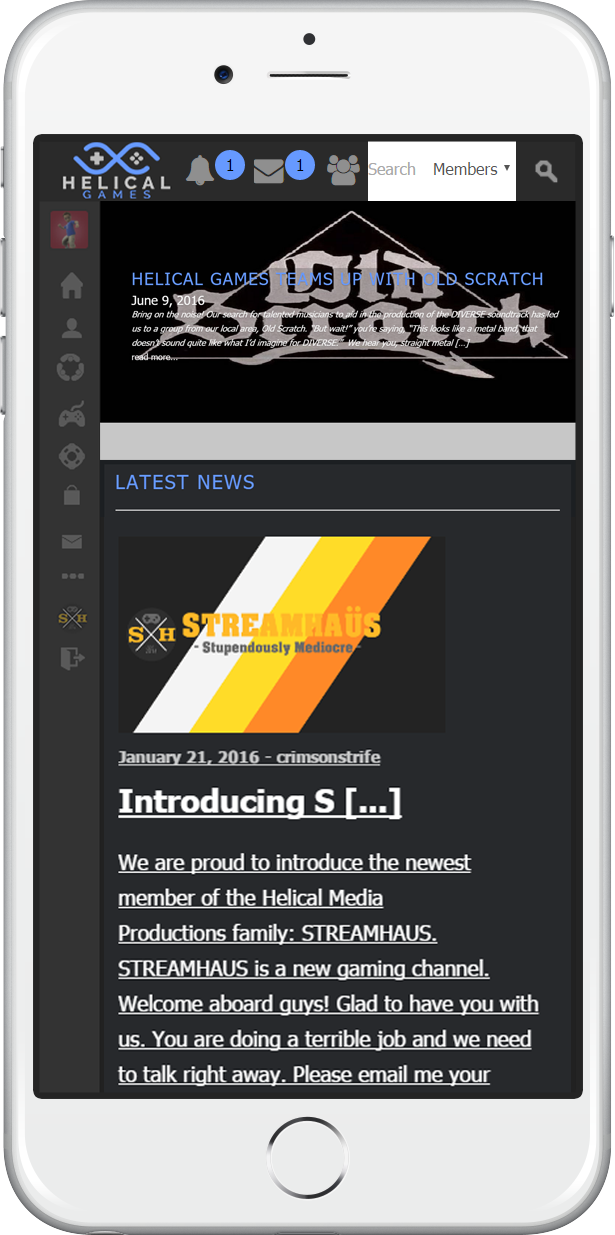 HELICAL
GAMES
1
1
Search
Members
Old
Scratch
HELICAL GAMES TEAMS UP WITH OLD SCRATCH
June 9, 2016
Bring on the noise! Our search for talented musicians to aid in the production of the DIVERSE soundtrack has led
us to a group from our local area, Old Scratch. “But wait!” you’re saying, “This looks like a metal band, that
doesn’t sound quite like what I’d imagine for DIVERSE.” We hear you, straight metal [...]
read more...
LATEST NEWS
S H
STREAMHAÜS
- Stupendously Mediocre -
January 21, 2016 - crimsonstrife
Introducing S [...]
We are proud to introduce the newest
member of the Helical Media
Productions family: STREAMHAUS.
STREAMHAUS is a new gaming channel.
Welcome aboard guys! Glad to have you with
us. You are doing a terrible job and we need
to talk right away. Please email me your
S H